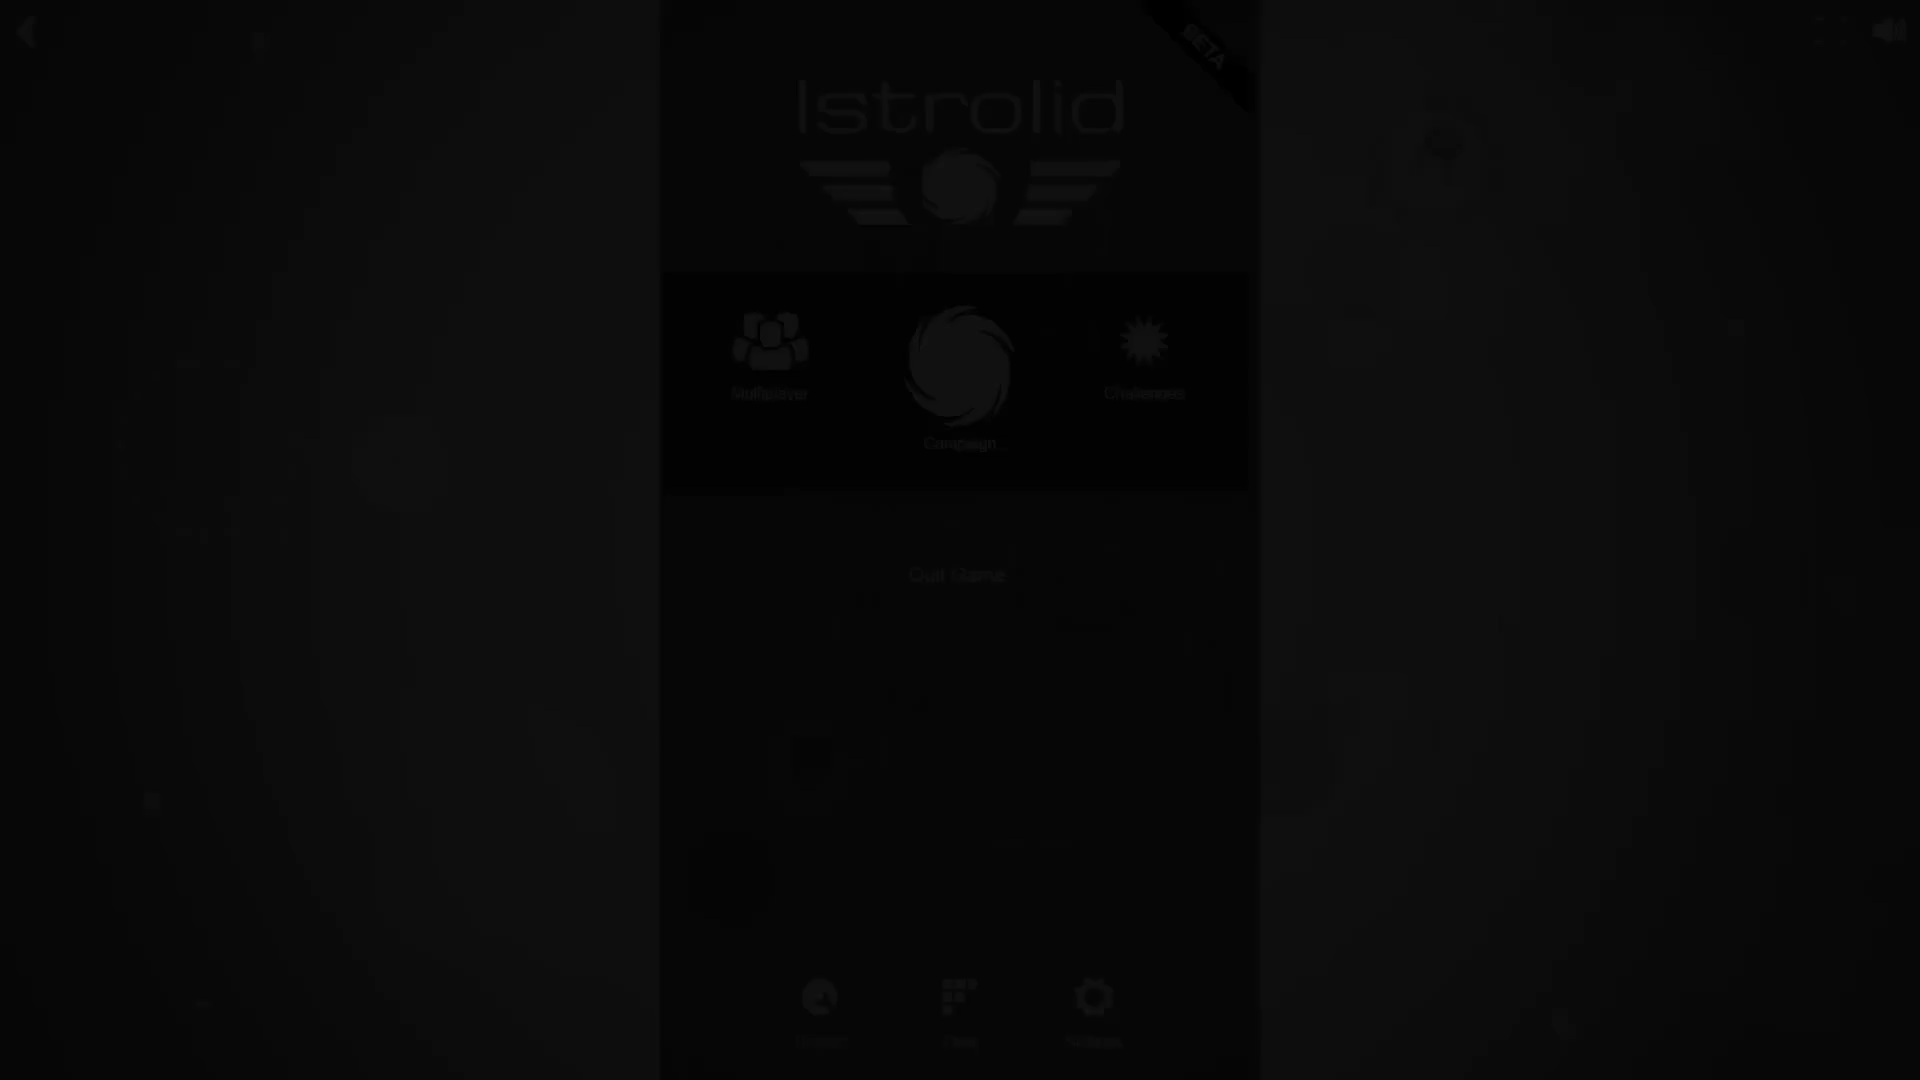 BETA
Istrolid
Multiplayer
Challenges
Campaign
Quit Game